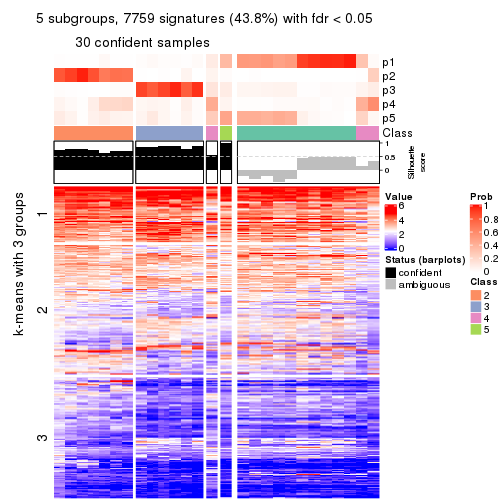 5 subgroups, 7759 signatures (43.8%) with fdr < 0.05
30 confident samples
p1
p2
p3
p4
p5
Class
1
0.5
0
Silhouette
score
k-means with 3 groups
1
2
3
Value
6
4
2
0
Status (barplots)
confident
ambiguous
Prob
1
0.8
0.6
0.4
0.2
0
Class
2
3
4
5